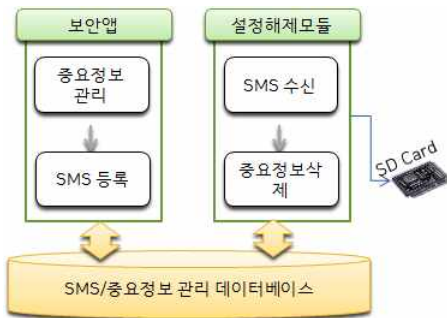 보안앱
중요정보
관리
SMS 등록
설정해제모듈
SMS 수신
중요정보삭
제
SD Card
SMS/중요정보 관리 데이터베이스